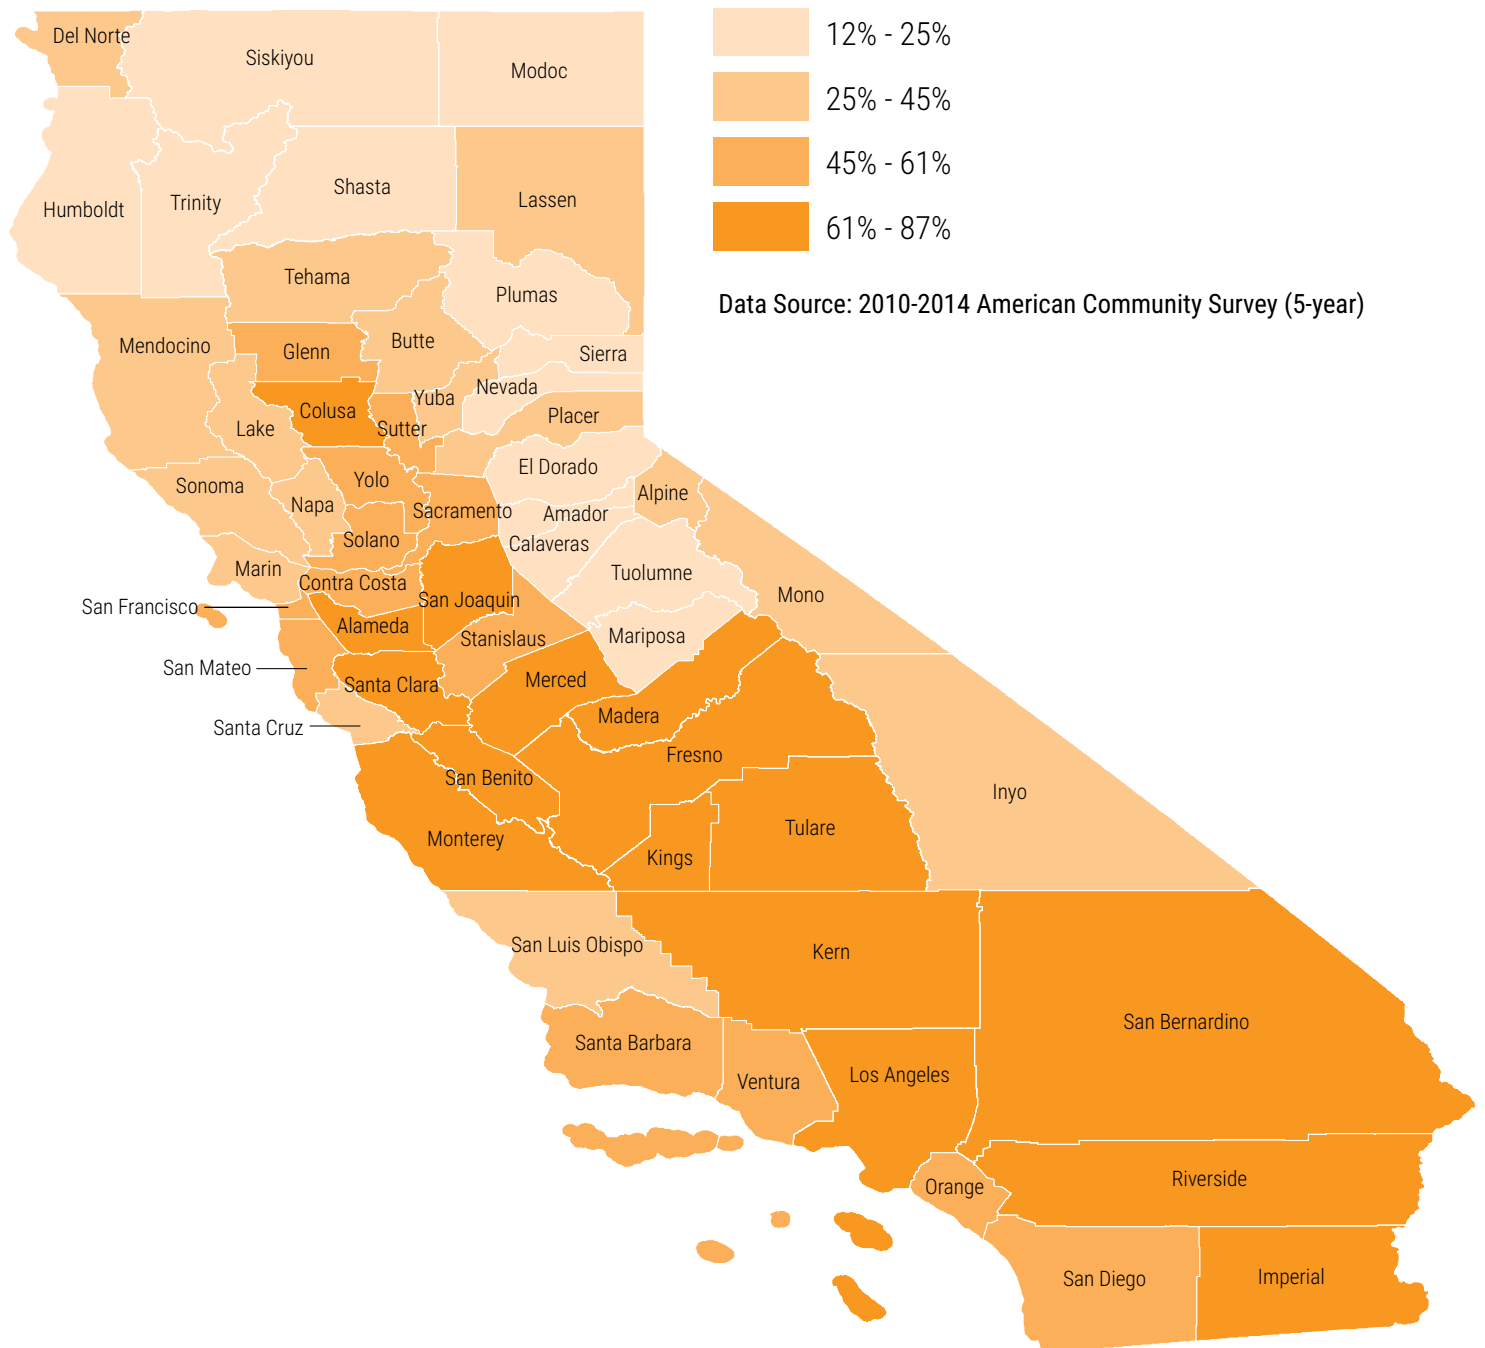 12% - 25%
25% - 45%
45% - 61%
61% - 87%
Data Source: 2010-2014 American Community Survey (5-year)
Del Norte
Siskiyou
Modoc
Humboldt
Trinity
Shasta
Lassen
Tehama
Plumas
Mendocino
Glenn
Butte
Sierra
Colusa
Yuba
Nevada
Lake
Sutter
Placer
Sonoma
Napa
Yolo
El Dorado
Sacramento
Amador
Alpine
Solano
Calaveras
Marin
Contra Costa
Tuolumne
San Francisco
San Joaquin
Mono
Alameda
Stanislaus
Mariposa
San Mateo
Santa Clara
Merced
Santa Cruz
Madera
Fresno
San Benito
Inyo
Monterey
Kings
Tulare
San Luis Obispo
Kern
Santa Barbara
San Bernardino
Ventura
Los Angeles
Orange
Riverside
San Diego
Imperial